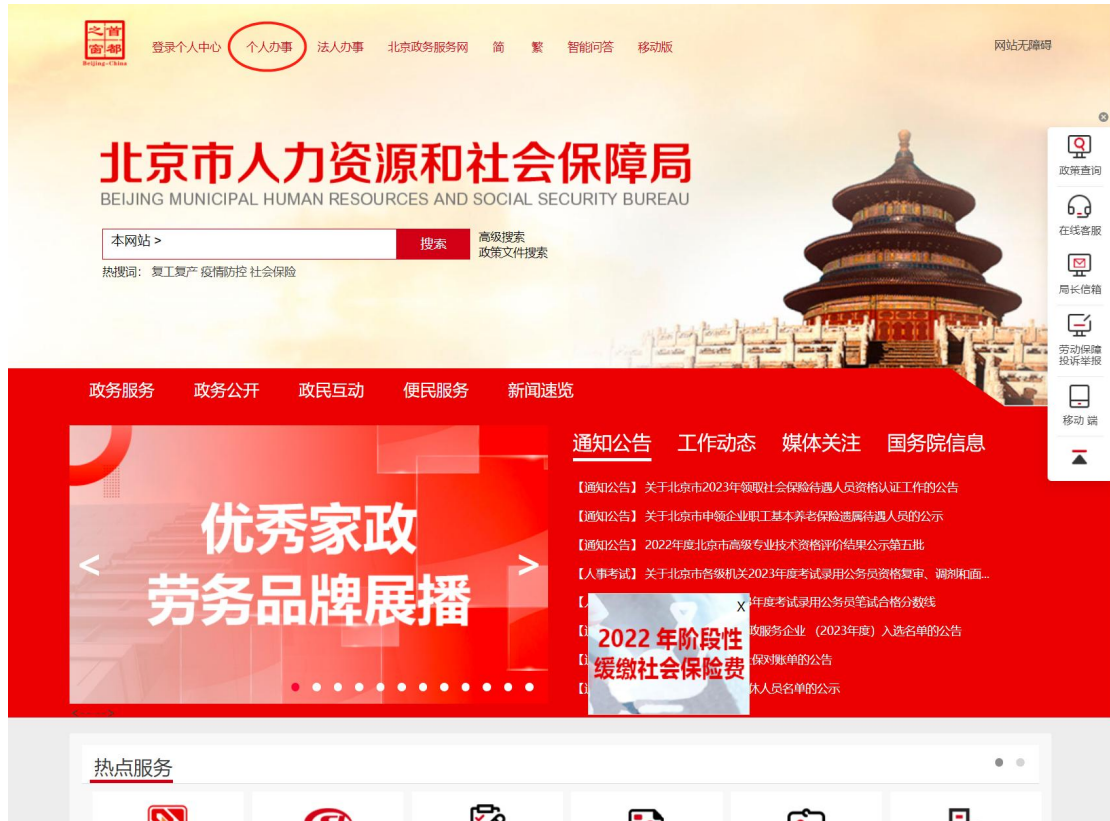 首都之窗
Beijing-China
登录个人中心 个人办事 法人办事 北京政务服务网 简 繁 智能问答 移动版
网站无障碍
北京市人力资源和社会保障局
BEIJING MUNICIPAL HUMAN RESOURCES AND SOCIAL SECURITY BUREAU
本网站 >
搜索
高级搜索
政策文件搜索
热搜词： 复工复产 疫情防控 社会保险
政策查询
在线客服
局长信箱
劳动保障
投诉举报
移动 端
政务服务 政务公开 政民互动 便民服务 新闻速览
优秀家政
劳务品牌展播
< >
通知公告 工作动态 媒体关注 国务院信息
【通知公告】关于北京市2023年领取社会保险待遇人员资格认证工作的公告
【通知公告】关于北京市申领企业职工基本养老保险遗属待遇人员的公示
【通知公告】2022年度北京市高级专业技术资格评价结果公示第五批
【人事考试】关于北京市各级机关2023年度考试录用公务员资格复审、调剂和面...
年度考试录用公务员笔试合格分数线
政服务企业 （2023年度）入选名单的公告
保对账单的公告
休人员名单的公示
X
2022 年阶段性
缓缴社会保险费
热点服务